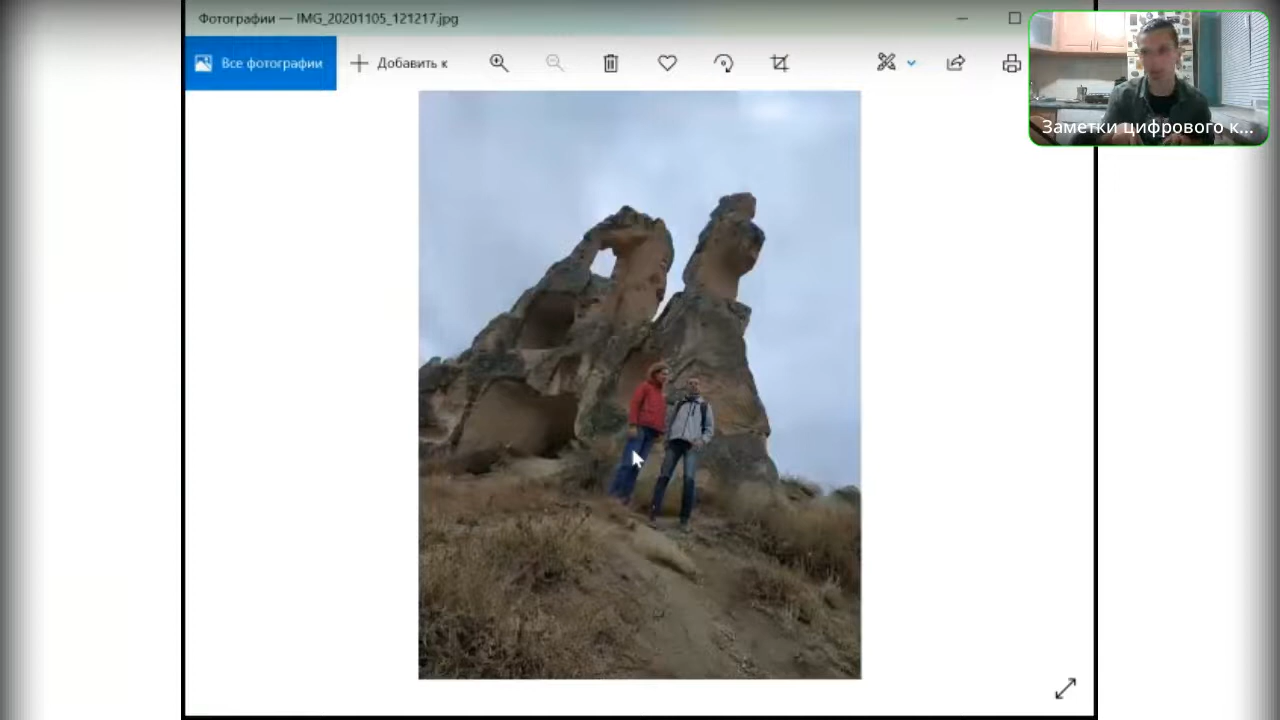 Фотографии — IMG_20201105_121217.jpg
Все фотографии
Добавить к
Заметки цифрового к...